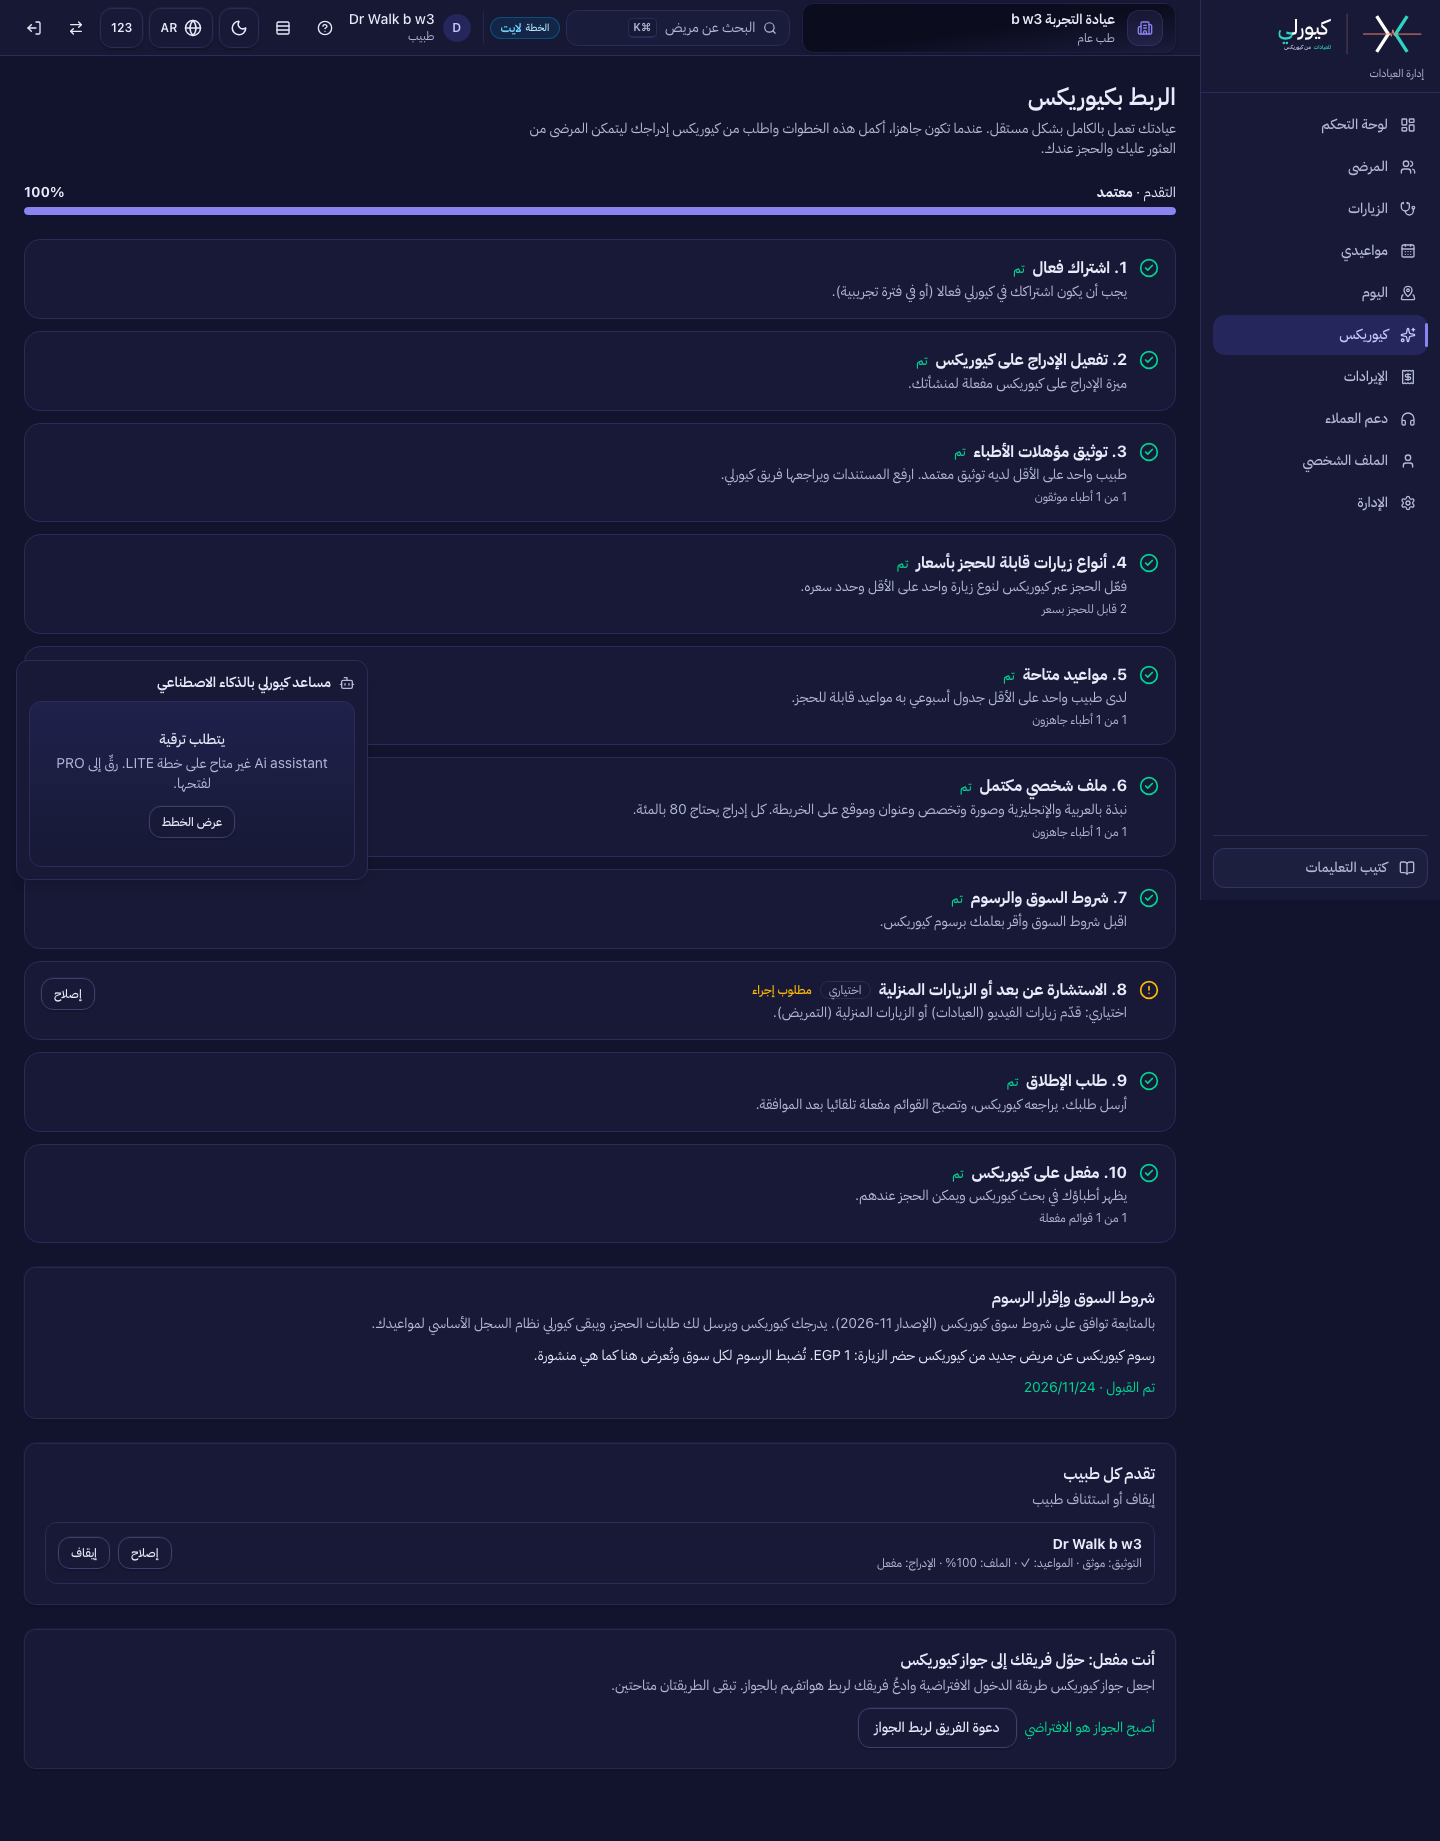 كيورلي
للعيادات من كيوريكس
إدارة العيادات
لوحة التحكم
المرضى
الزيارات
مواعيدي
اليوم
كيوريكس
الإيرادات
دعم العملاء
الملف الشخصي
الإدارة
كتيب التعليمات
عيادة التجربة b w3
طب عام
البحث عن مريض
⌘K
الخطة لايت
D
Dr Walk b w3
طبيب
AR
123
الربط بكيوريكس
عيادتك تعمل بالكامل بشكل مستقل. عندما تكون جاهزا، أكمل هذه الخطوات واطلب من كيوريكس إدراجك ليتمكن المرضى من
العثور عليك والحجز عندك.
التقدم · معتمد
100%
1. اشتراك فعال تم
يجب أن يكون اشتراكك في كيورلي فعالا (أو في فترة تجريبية).
2. تفعيل الإدراج على كيوريكس تم
ميزة الإدراج على كيوريكس مفعلة لمنشأتك.
3. توثيق مؤهلات الأطباء تم
طبيب واحد على الأقل لديه توثيق معتمد. ارفع المستندات ويراجعها فريق كيورلي.
1 من 1 أطباء موثقون
4. أنواع زيارات قابلة للحجز بأسعار تم
فعّل الحجز عبر كيوريكس لنوع زيارة واحد على الأقل وحدد سعره.
2 قابل للحجز بسعر
5. مواعيد متاحة تم
لدى طبيب واحد على الأقل جدول أسبوعي به مواعيد قابلة للحجز.
1 من 1 أطباء جاهزون
6. ملف شخصي مكتمل تم
نبذة بالعربية والإنجليزية وصورة وتخصص وعنوان وموقع على الخريطة. كل إدراج يحتاج 80 بالمئة.
1 من 1 أطباء جاهزون
7. شروط السوق والرسوم تم
اقبل شروط السوق وأقر بعلمك برسوم كيوريكس.
8. الاستشارة عن بعد أو الزيارات المنزلية اختياري مطلوب إجراء
اختياري: قدّم زيارات الفيديو (العيادات) أو الزيارات المنزلية (التمريض).
إصلاح
9. طلب الإطلاق تم
أرسل طلبك. يراجعه كيوريكس، وتصبح القوائم مفعلة تلقائيا بعد الموافقة.
10. مفعل على كيوريكس تم
يظهر أطباؤك في بحث كيوريكس ويمكن الحجز عندهم.
1 من 1 قوائم مفعلة
مساعد كيورلي بالذكاء الاصطناعي
يتطلب ترقية
Ai assistant غير متاح على خطة LITE. رقٌ إلى PRO
لفتحها.
عرض الخطط
شروط السوق وإقرار الرسوم
بالمتابعة توافق على شروط سوق كيوريكس (الإصدار 11-2026). يدرجك كيوريكس ويرسل لك طلبات الحجز، ويبقى كيورلي نظام السجل الأساسي لمواعيدك.
رسوم كيوريكس عن مريض جديد من كيوريكس حضر الزيارة: EGP 1. تُضبط الرسوم لكل سوق وتُعرض هنا كما هي منشورة.
تم القبول · 2026/11/24
تقدم كل طبيب
إيقاف أو استئناف طبيب
Dr Walk b w3
التوثيق: موثق · المواعيد: ✓ · الملف: 100% · الإدراج: مفعل
إصلاح
إيقاف
أنت مفعل: حوّل فريقك إلى جواز كيوريكس
اجعل جواز كيوريكس طريقة الدخول الافتراضية وادعُ فريقك لربط هواتفهم بالجواز. تبقى الطريقتان متاحتين.
أصبح الجواز هو الافتراضي
دعوة الفريق لربط الجواز